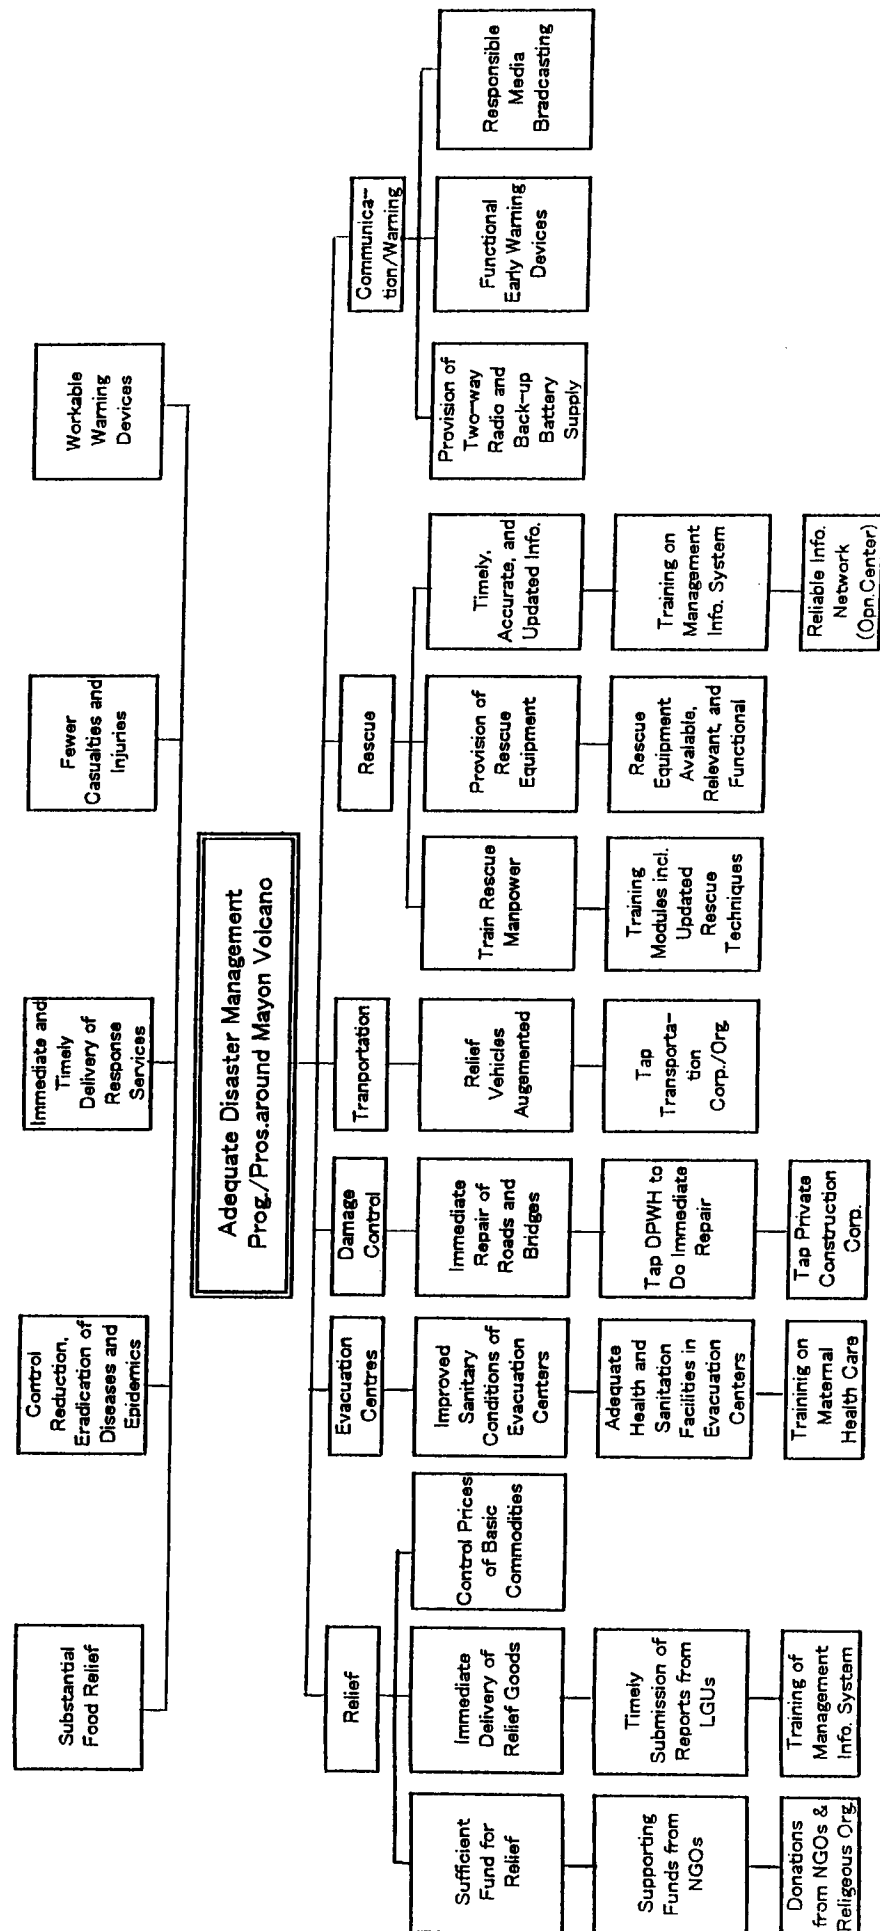 Substantial
Food Relief
Control
Reduction,
Eradication of
Diseases and
Epidemics
Immediate and
Timely
Delivery of
Response
Services
Fewer
Casualties and
Injuries
Workable
Warning
Devices
Adequate Disaster Management
Prog./Pros.around Mayon Volcano
Relief
Evacuation
Centres
Damage
Control
Tranportation
Rescue
Communica-
tion/Warning
Sufficient
Fund for
Relief
Immediate
Delivery of
Relief Goods
Control Prices
of Basic
Commodities
Improved
Sanitary
Conditions of
Evacuation
Centers
Immediate
Repair of
Roads and
Bridges
Relief
Vehicles
Augemented
Train Rescue
Manpower
Provision of
Rescue
Equipment
Timely,
Accurate, and
Updated Info.
Provision of
Two-way
Radio and
Back-up
Battery
Supply
Functional
Early Warning
Devices
Responsible
Media
Bradcasting
Supporting
Funds from
NGOs
Timely
Submission of
Reports from
LGUs
Adequate
Health and
Sanitation
Facilities in
Evacuation
Centers
Tap DPWH to
Do Immediate
Repair
Tap
Transporta-
tion
Corp./Org.
Training
Modules incl.
Updated
Rescue
Techniques
Rescue
Equipment
Avalable,
Relevant, and
Functional
Training on
Management
Info. System
Donations
from NGOs &
Religeous Org.
Training of
Management
Info. System
Traininig on
Maternal
Health Care
Tap Private
Construction
Corp.
Reliable Info.
Network
(Opn.Center)